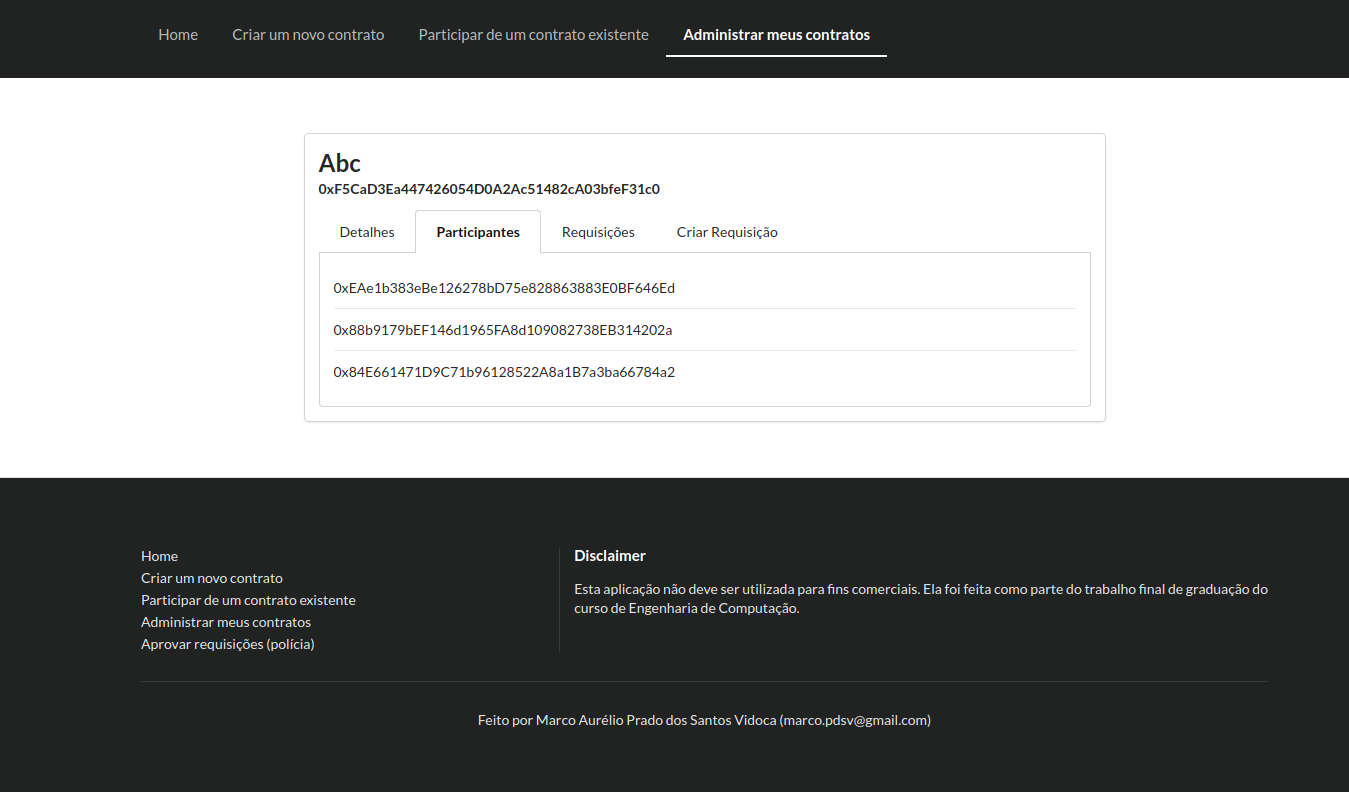 Home Criar um novo contrato Participar de um contrato existente Administrar meus contratos
Abc
0xF5CaD3Ea447426054D0A2Ac51482cA03bfeF31c0
Detalhes Participantes Requisições Criar Requisição
0xEAe1b383eBe126278bD75e828863883E0BF646Ed
0x88b9179bEF146d1965FA8d109082738EB314202a
0x84E661471D9C71b96128522A8a1B7a3ba66784a2
Home
Criar um novo contrato
Participar de um contrato existente
Administrar meus contratos
Aprovar requisições (polícia)
Disclaimer
Esta aplicação não deve ser utilizada para fins comerciais. Ela foi feita como parte do trabalho final de graduação do
curso de Engenharia de Computação.
Feito por Marco Aurélio Prado dos Santos Vidoca (marco.pdsv@gmail.com)